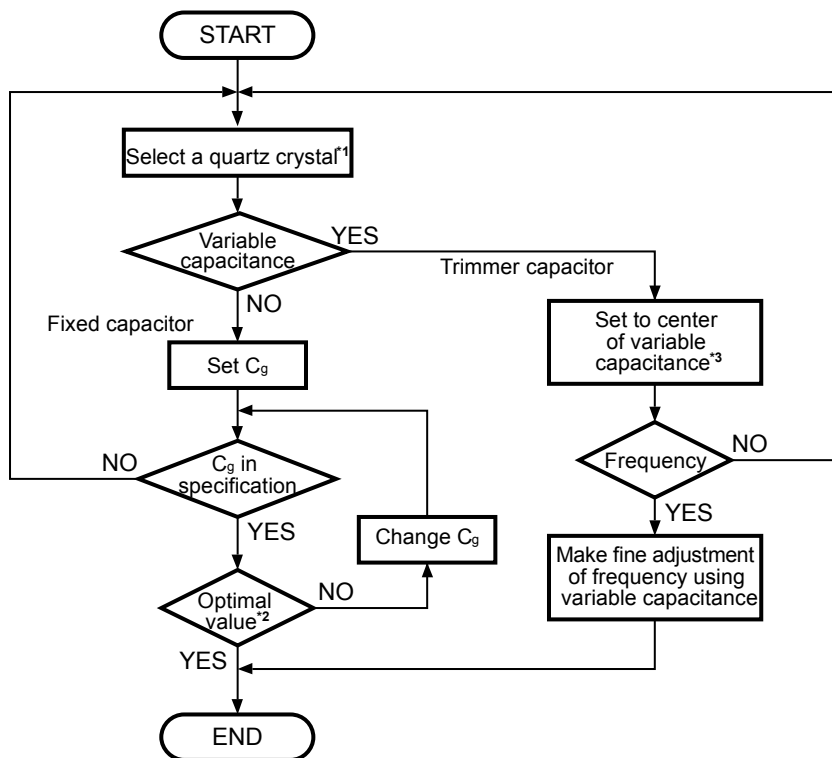 START
Select a quartz crystal*1
Variable
capacitance
YES
Trimmer capacitor
NO
Fixed capacitor
Set Cg
Set to center
of variable
capacitance*3
Cg in
specification
NO
YES
Frequency
NO
YES
Change Cg
Make fine adjustment
of frequency using
variable capacitance
Optimal
value*2
NO
YES
END